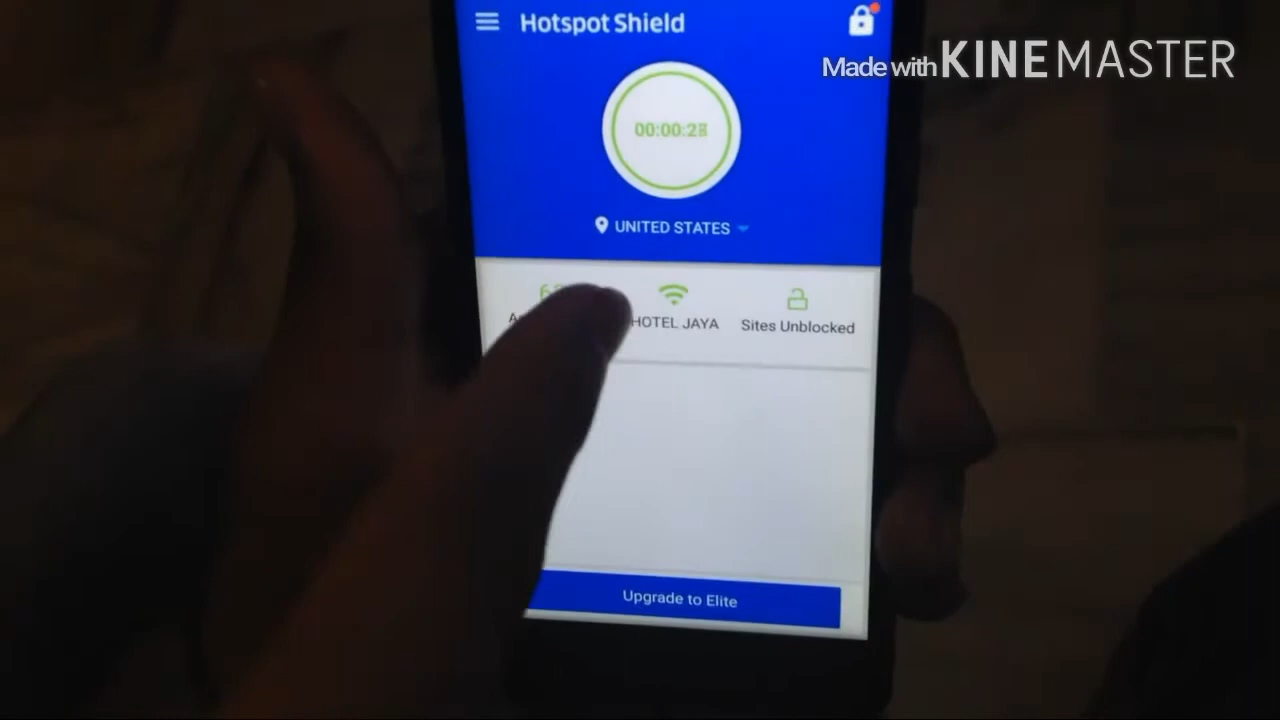 Hotspot Shield
Made with KINEMASTER
UNITED STATES
HOTEL JAYA
Sites Unblocked
Upgrade to Elite